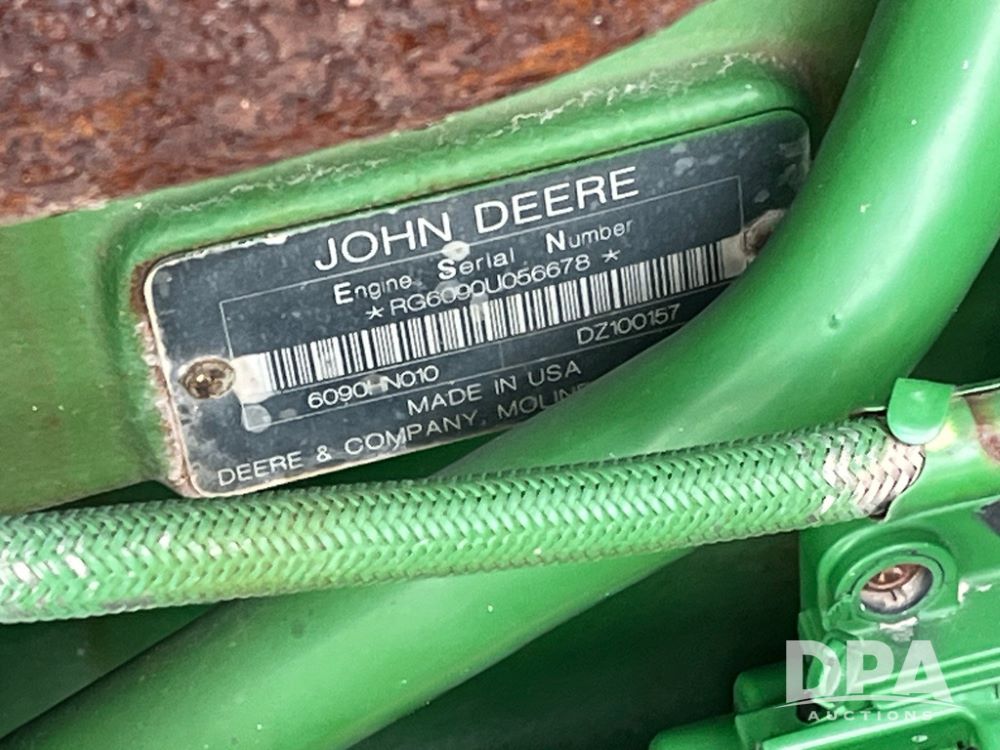 JOHN DEERE
Engine Serial Number
*RG6090U056678*
6090HN010 DZ100157
MADE IN USA
DEERE & COMPANY, MOLINE
DPA
AUCTIONS